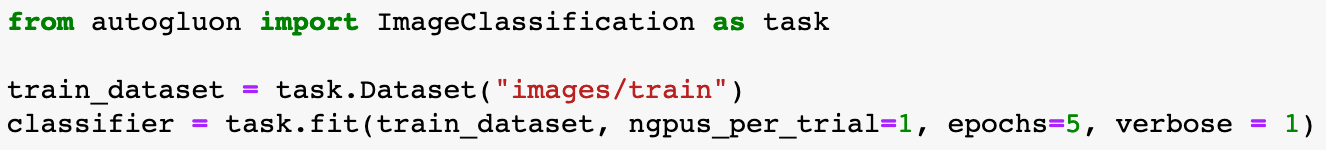 from autogluon import ImageClassification as task
train_dataset = task.Dataset("images/train")
classifier = task.fit(train_dataset, ngpus_per_trial=1, epochs=5, verbose = 1)